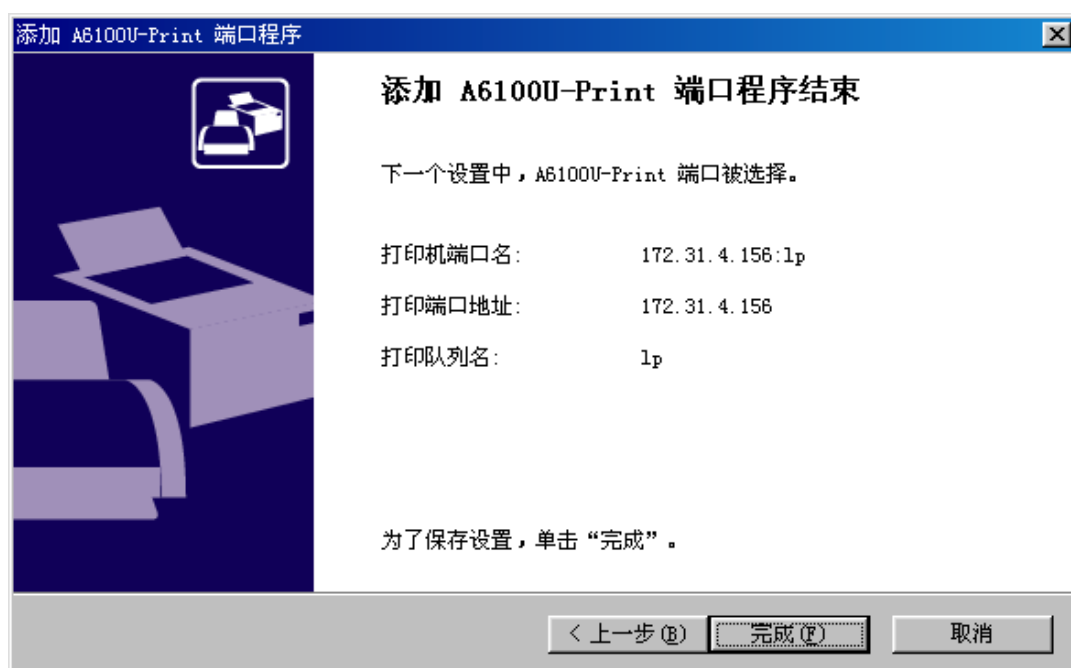 添加 A6100U-Print 端口程序
添加 A6100U-Print 端口程序结束
下一个设置中，A6100U-Print 端口被选择。
打印机端口名: 172.31.4.156:lp
打印端口地址: 172.31.4.156
打印队列名: lp
为了保存设置，单击“完成”。
< 上一步(B) 完成(F) 取消